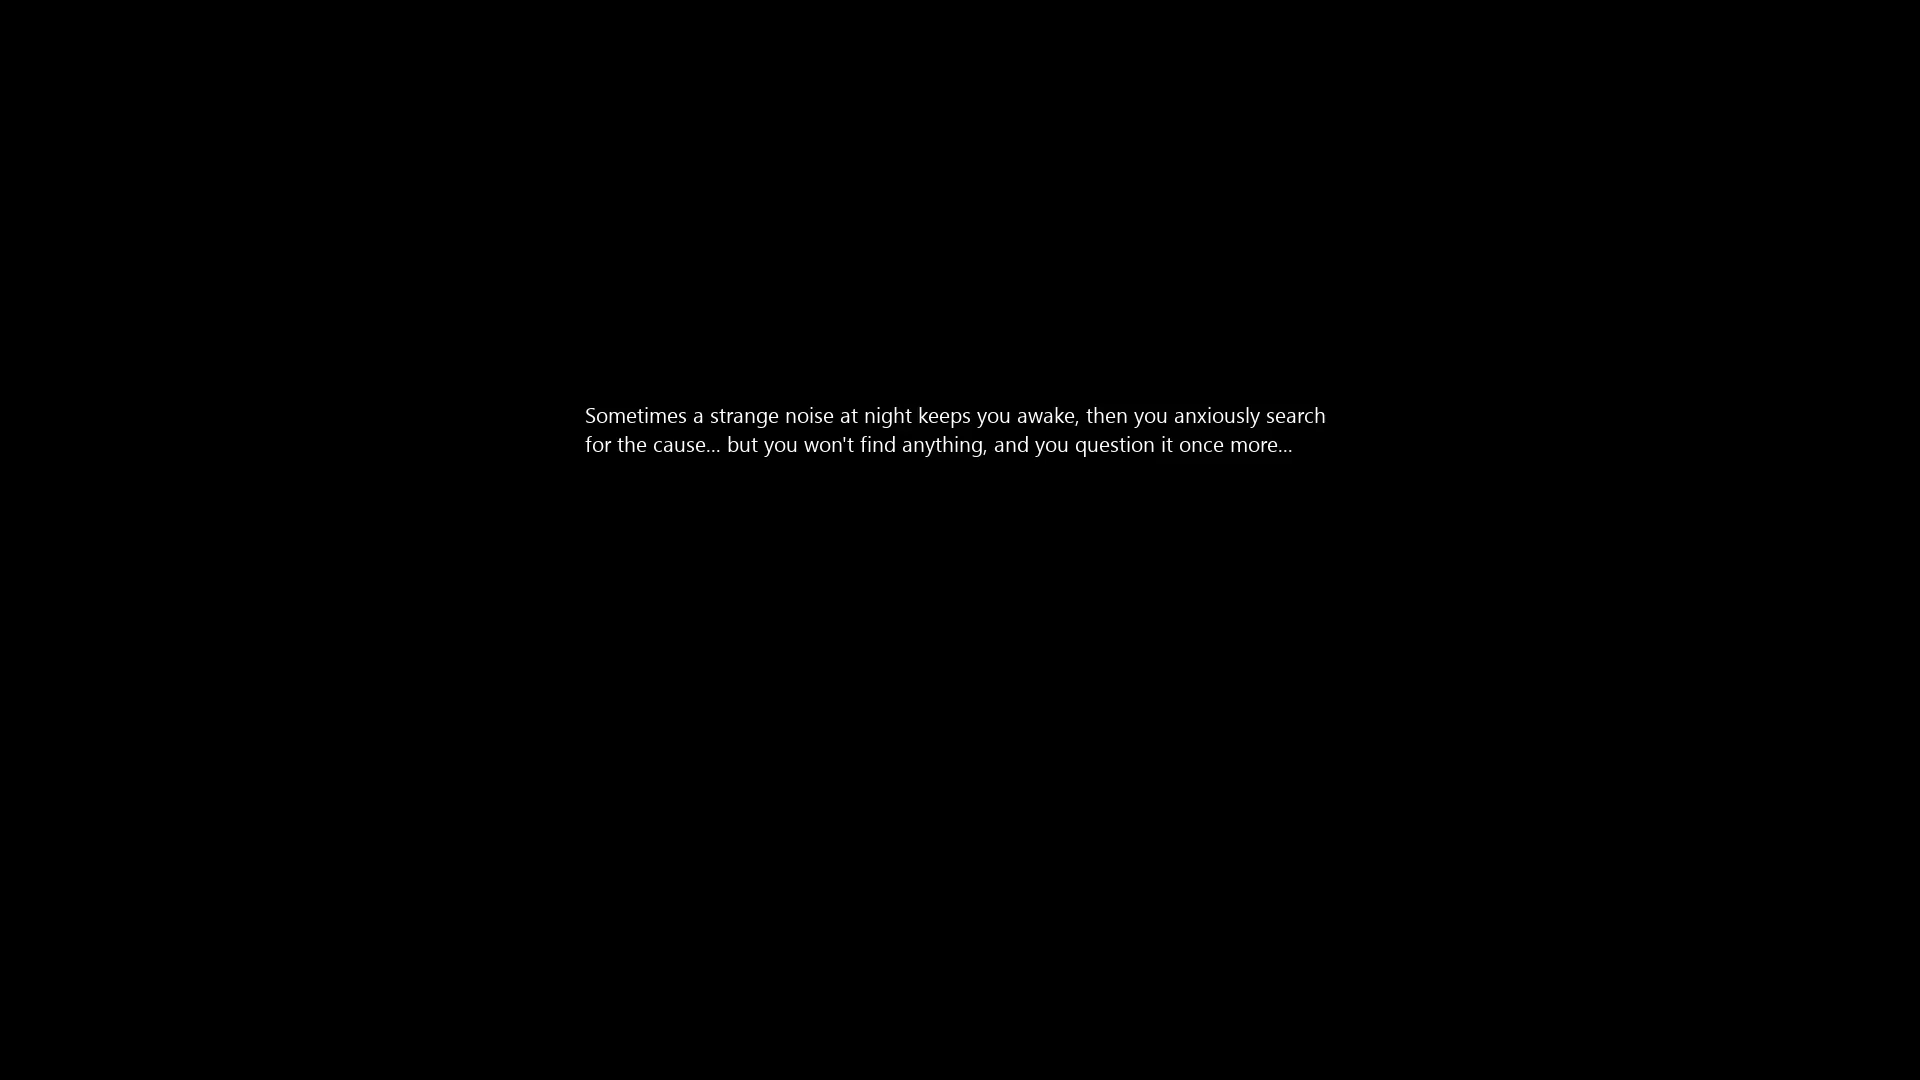 Sometimes a strange noise at night keeps you awake, then you anxiously search
for the cause... but you won't find anything, and you question it once more...